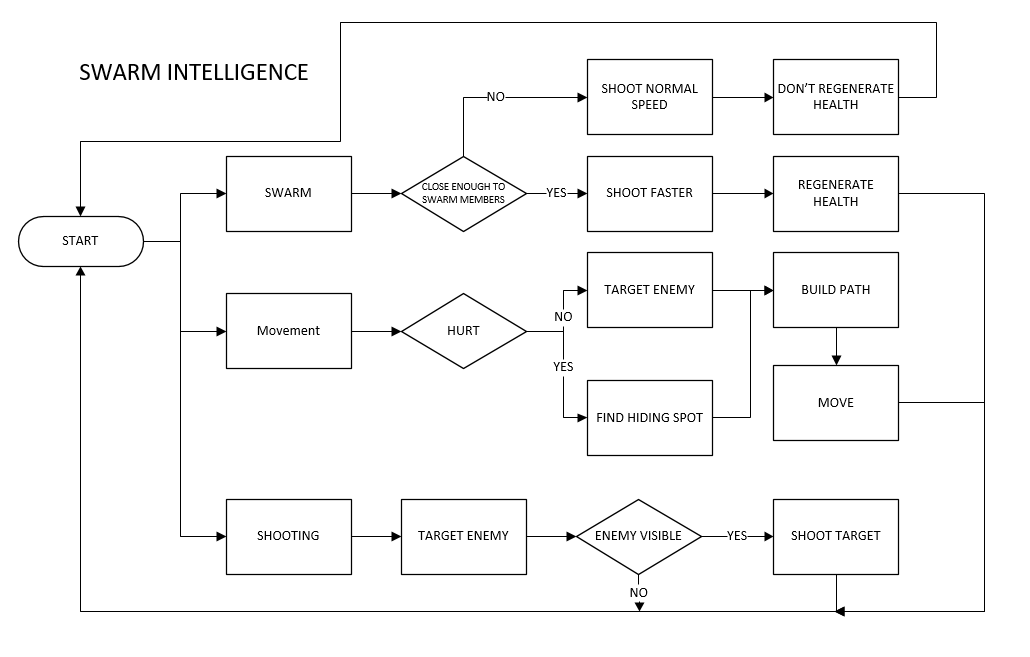 SWARM INTELLIGENCE
NO
SHOOT NORMAL
SPEED
DON'T REGENERATE
HEALTH
START
SWARM
CLOSE ENOUGH TO
SWARM MEMBERS
YES
SHOOT FASTER
REGENERATE
HEALTH
Movement
HURT
NO
TARGET ENEMY
BUILD PATH
YES
FIND HIDING SPOT
MOVE
SHOOTING
TARGET ENEMY
ENEMY VISIBLE
YES
SHOOT TARGET
NO